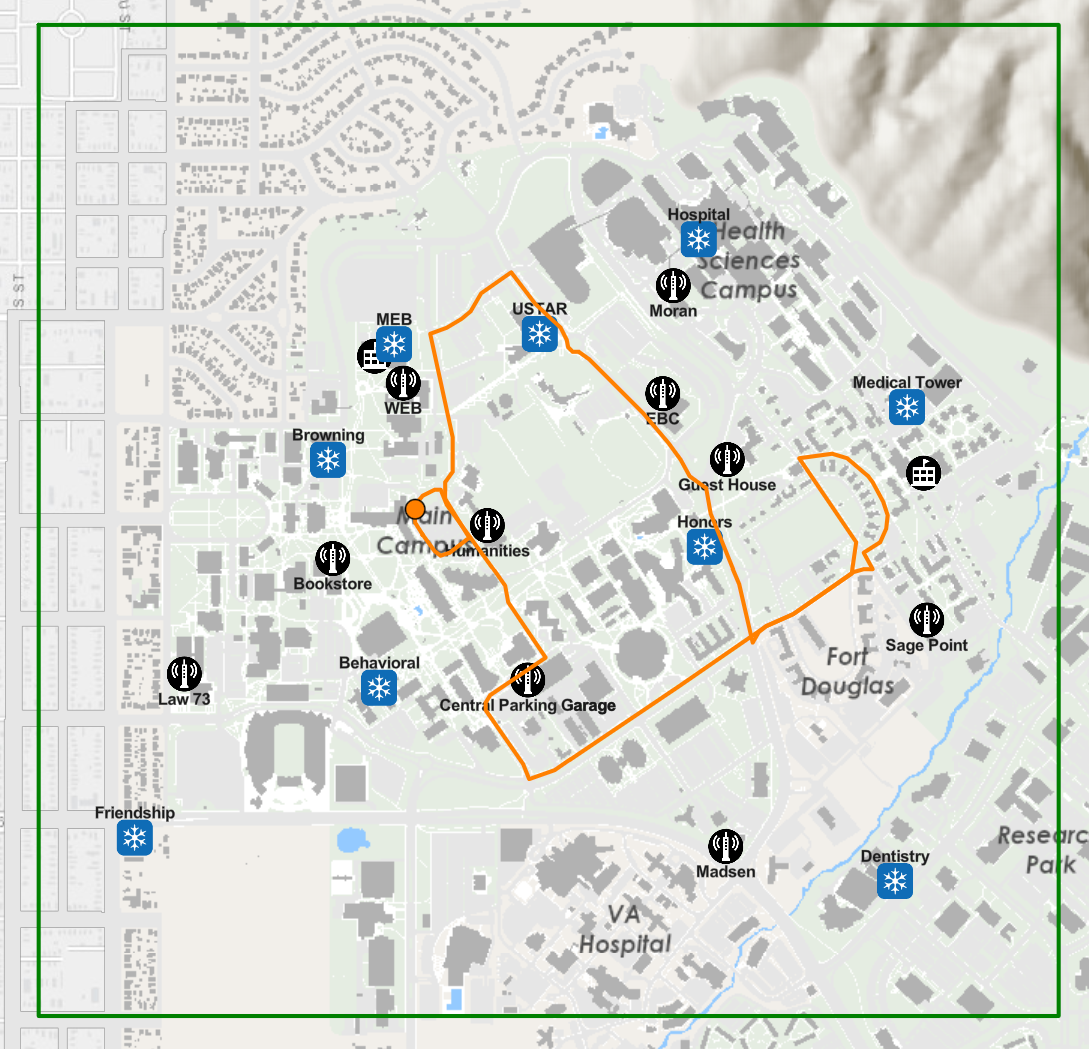 Hospital
Health
Sciences
Campus
Moran
USTAR
MEB
WEB
EBC
Medical Tower
Browning
Guest House
Honors
Main
Campus
Humanities
Bookstore
Sage Point
Fort
Douglas
Behavioral
Law 73
Central Parking Garage
Friendship
Madsen
Dentistry
Researc
Park
VA
Hospital
S ST